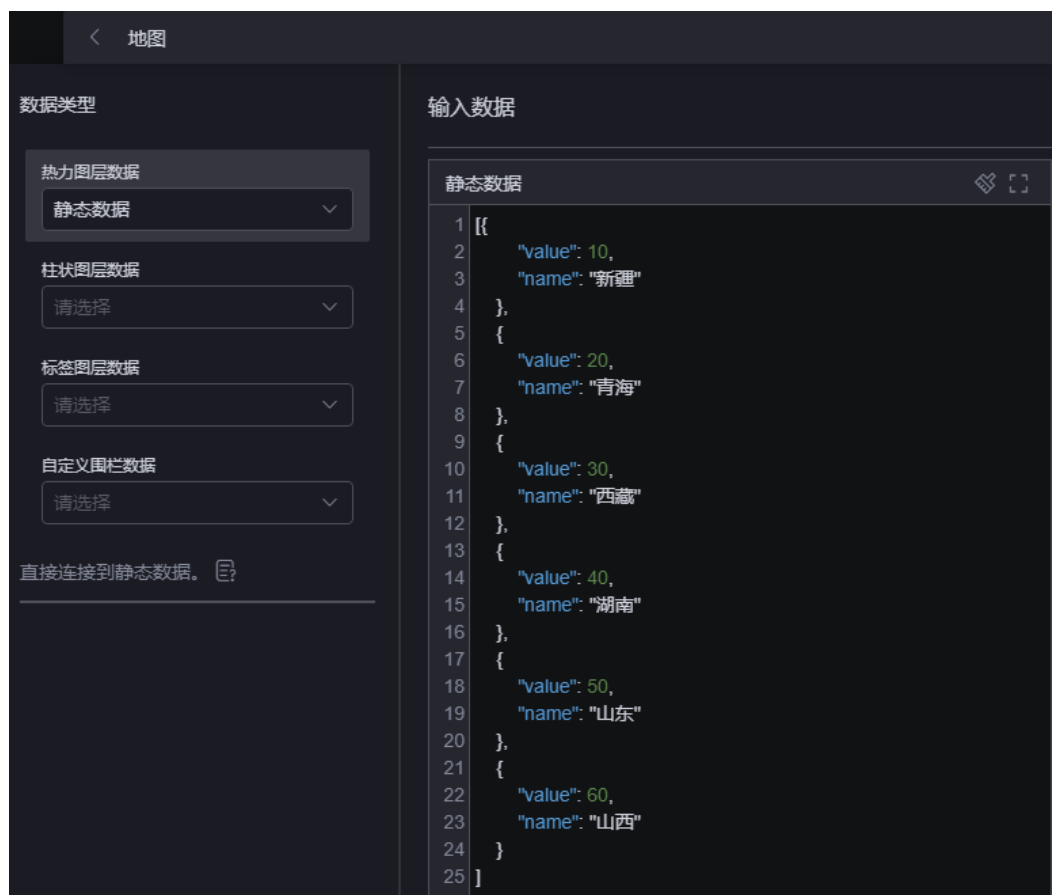 地图
数据类型
热力图层数据
静态数据
柱状图层数据
请选择
标签图层数据
请选择
自定义围栏数据
请选择
直接连接到静态数据。
输入数据
静态数据
1 [{
2 "value": 10,
3 "name": "新疆"
4 },
5 {
6 "value": 20,
7 "name": "青海"
8 },
9 {
10 "value": 30,
11 "name": "西藏"
12 },
13 {
14 "value": 40,
15 "name": "湖南"
16 },
17 {
18 "value": 50,
19 "name": "山东"
20 },
21 {
22 "value": 60,
23 "name": "山西"
24 }
25 ]